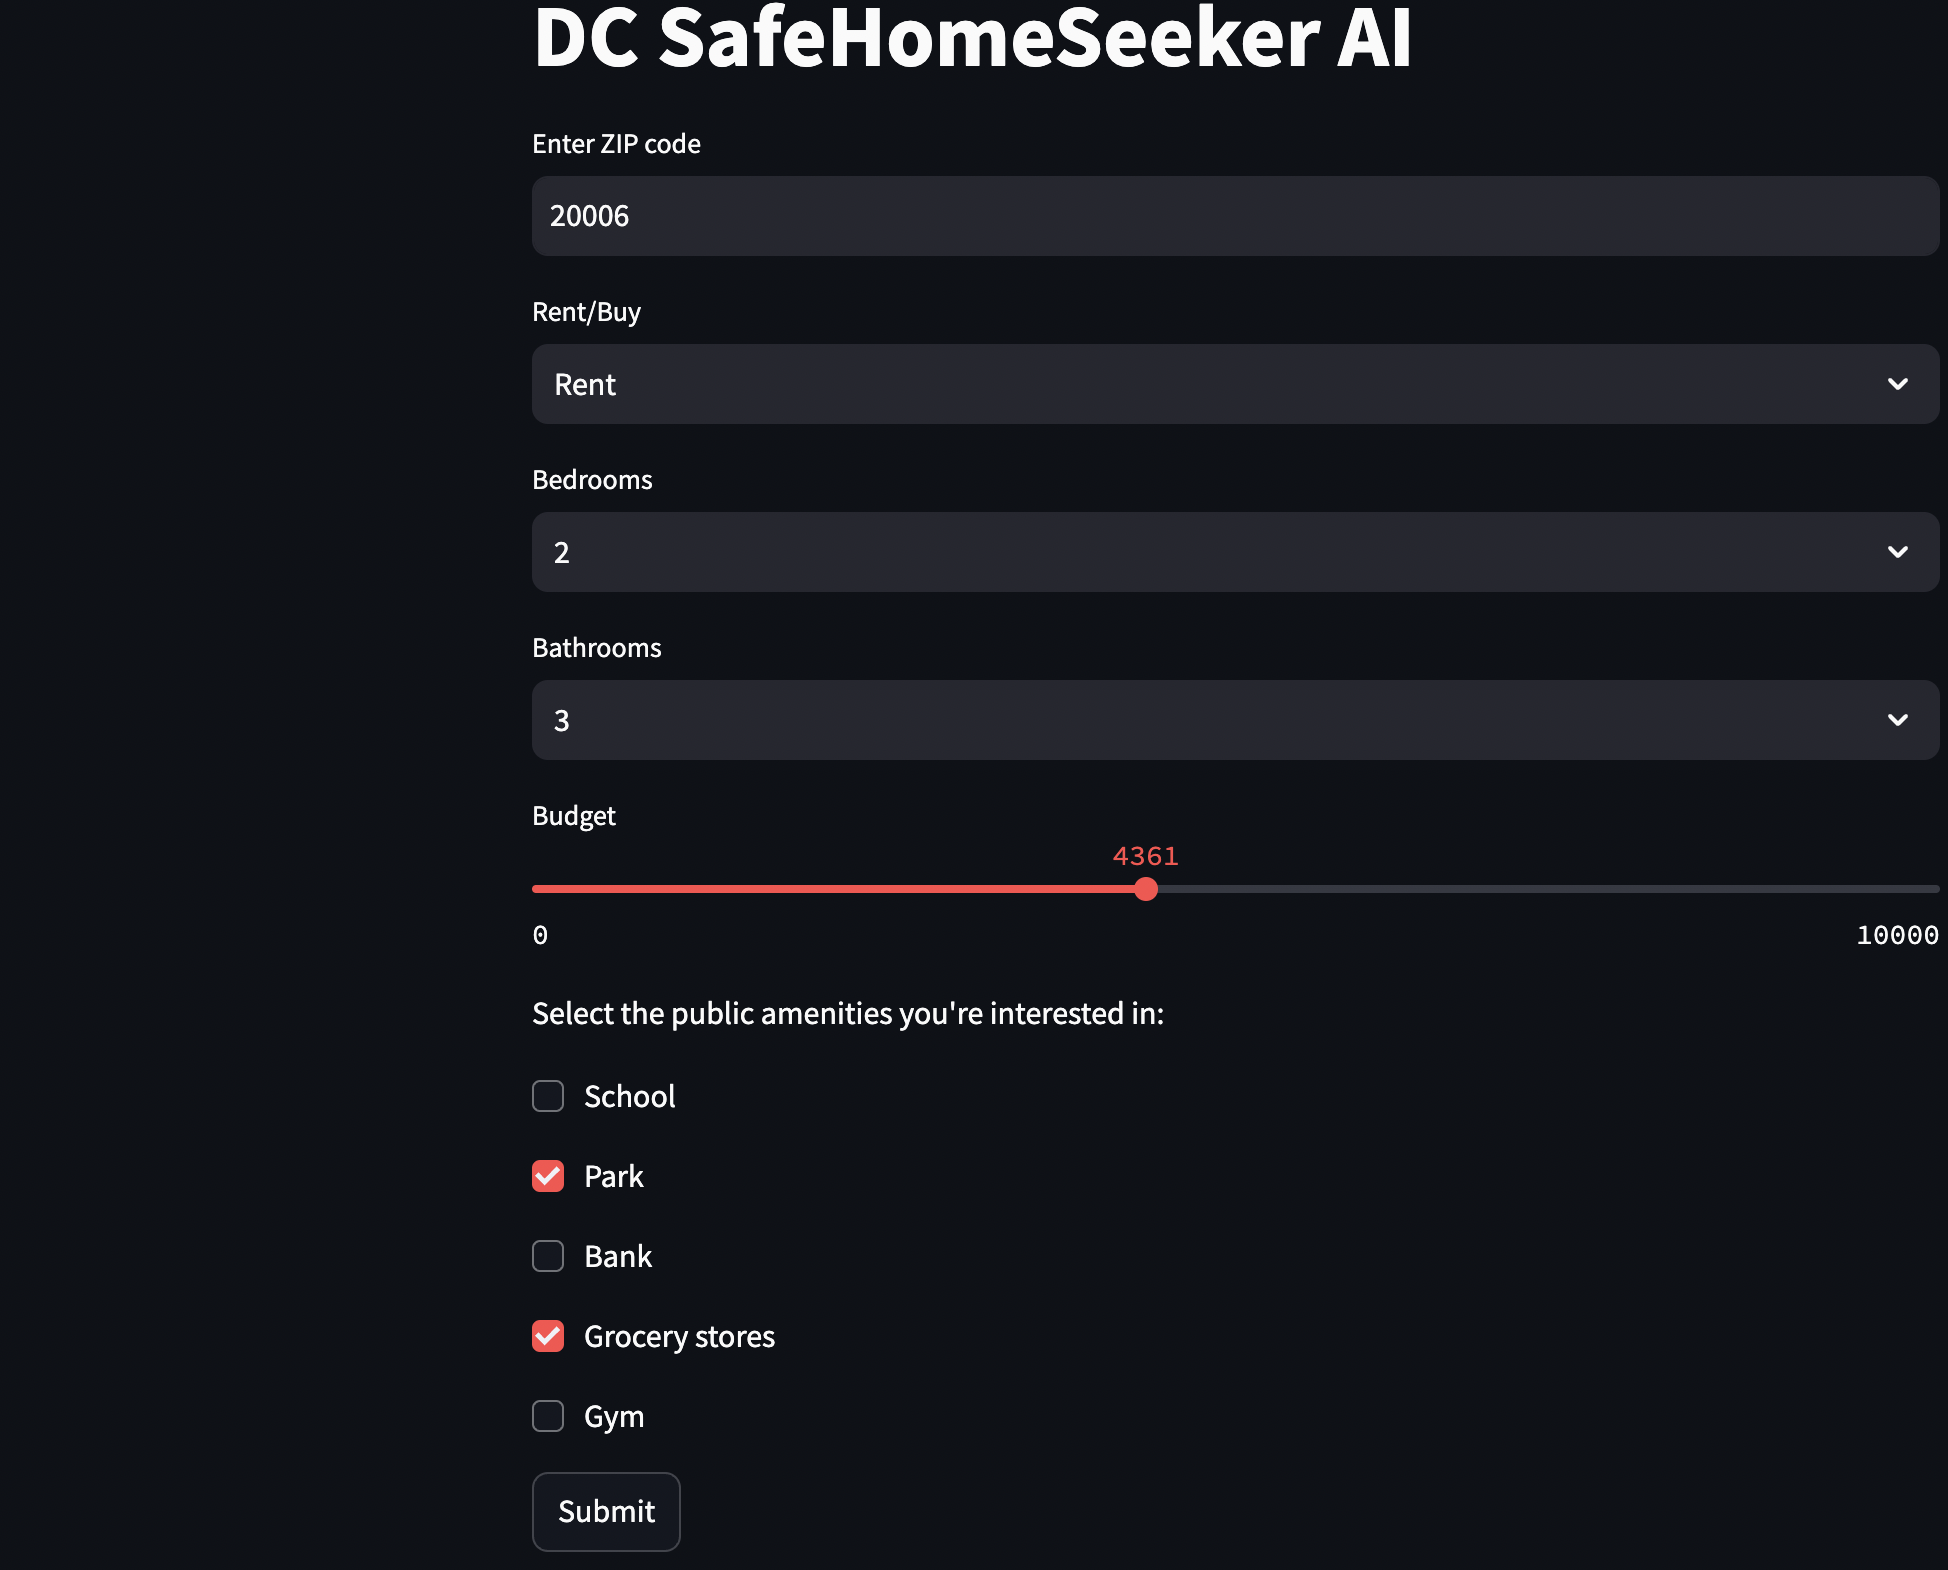 DC SafeHomeSeeker AI
Enter ZIP code
20006
Rent/Buy
Rent
Bedrooms
2
Bathrooms
3
Budget
4361
0 10000
Select the public amenities you're interested in:
School
Park
Bank
Grocery stores
Gym
Submit